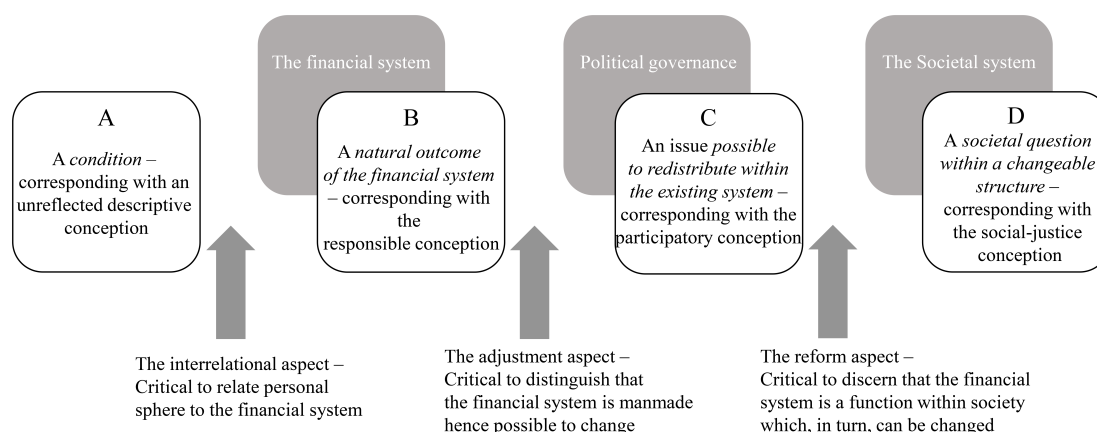 The financial system
Political governance
The Societal system
A
A condition –
corresponding with an
unreflected descriptive
conception
B
A natural outcome
of the financial system
– corresponding with
the
responsible conception
C
An issue possible
to redistribute within
the existing system –
corresponding with the
participatory conception
D
A societal question
within a changeable
structure –
corresponding with
the social-justice
conception
The interrelational aspect –
Critical to relate personal
sphere to the financial system
The adjustment aspect –
Critical to distinguish that
the financial system is manmade
hence possible to change
The reform aspect –
Critical to discern that the financial
system is a function within society
which, in turn, can be changed